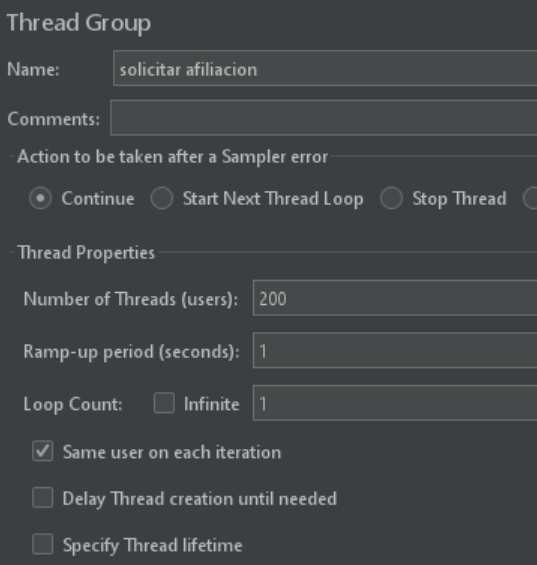 Thread Group
Name: solicitar afiliacion
Comments:
Action to be taken after a Sampler error
Continue Start Next Thread Loop Stop Thread
Thread Properties
Number of Threads (users): 200
Ramp-up period (seconds): 1
Loop Count: Infinite 1
Same user on each iteration
Delay Thread creation until needed
Specify Thread lifetime